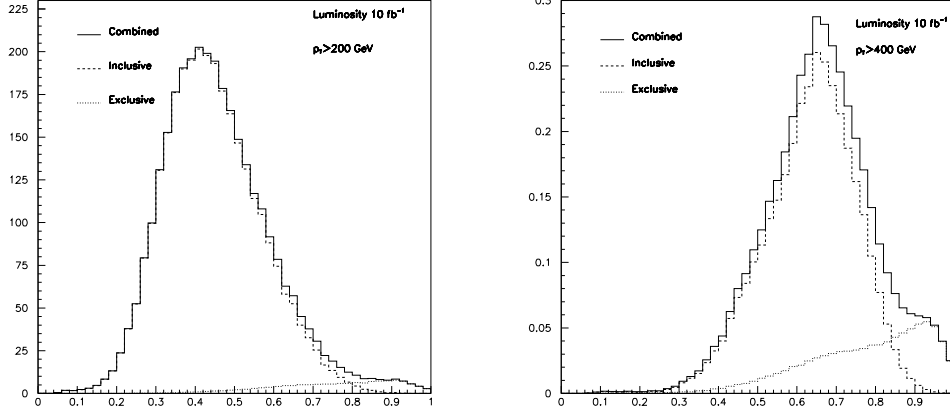 225
200
175
150
125
100
75
50
25
0
Luminosity 10 fb⁻¹
Combined
pT>200 GeV
Inclusive
Exclusive
0 0.1 0.2 0.3 0.4 0.5 0.6 0.7 0.8 0.9 1
0.3
0.25
0.2
0.15
0.1
0.05
0
Luminosity 10 fb⁻¹
Combined
pT>400 GeV
Inclusive
Exclusive
0 0.1 0.2 0.3 0.4 0.5 0.6 0.7 0.8 0.9